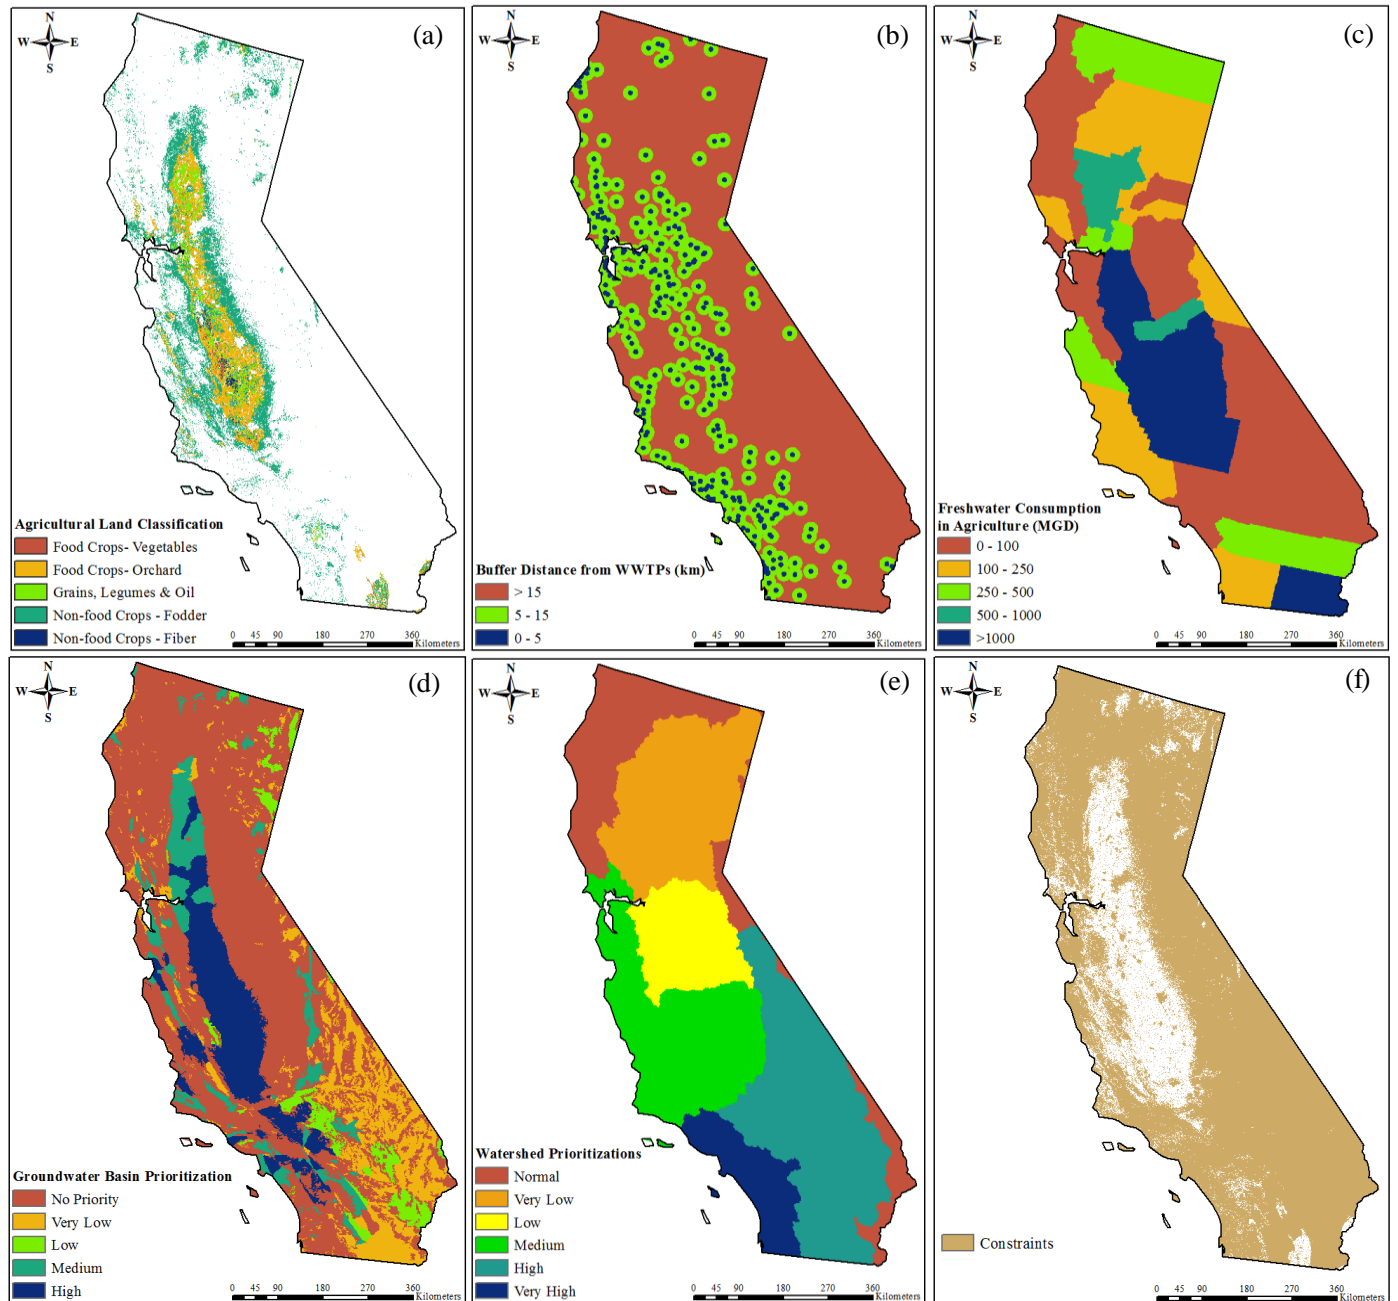 N
W E
S
(a)
Agricultural Land Classification
Food Crops- Vegetables
Food Crops- Orchard
Grains, Legumes & Oil
Non-food Crops - Fodder
Non-food Crops - Fiber
0 45 90 180 270 360
Kilometers
N
W E
S
(b)
Buffer Distance from WWTPs (km)
> 15
5 - 15
0 - 5
0 45 90 180 270 360
Kilometers
N
W E
S
(c)
Freshwater Consumption
in Agriculture (MGD)
0 - 100
100 - 250
250 - 500
500 - 1000
>1000
0 45 90 180 270 360
Kilometers
N
W E
S
(d)
Groundwater Basin Prioritization
No Priority
Very Low
Low
Medium
High
0 45 90 180 270 360
Kilometers
N
W E
S
(e)
Watershed Prioritizations
Normal
Very Low
Low
Medium
High
Very High
0 45 90 180 270 360
Kilometers
N
W E
S
(f)
Constraints
0 45 90 180 270 360
Kilometers